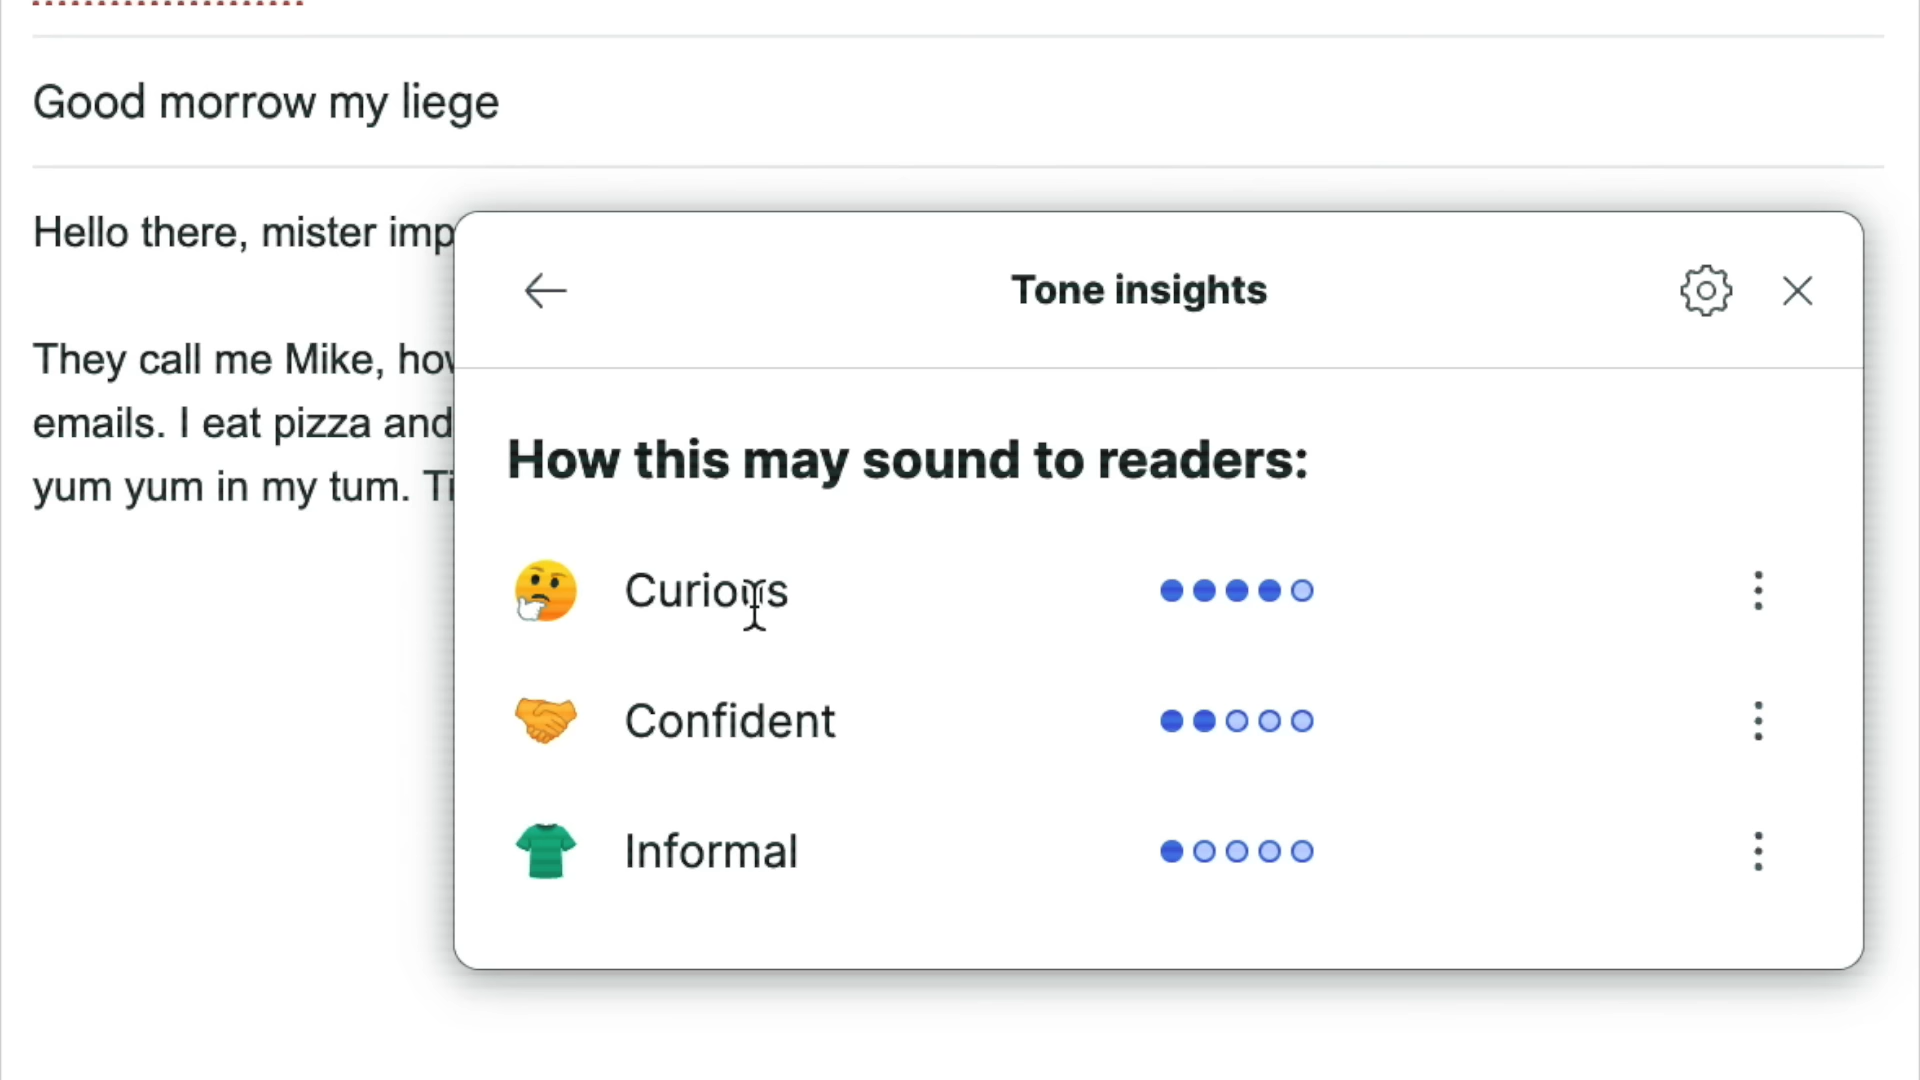 Good morrow my liege
Hello there, mister imp
Tone insights
They call me Mike, how
emails. I eat pizza and
yum yum in my tum. Ti
How this may sound to readers:
Curious
Confident
Informal